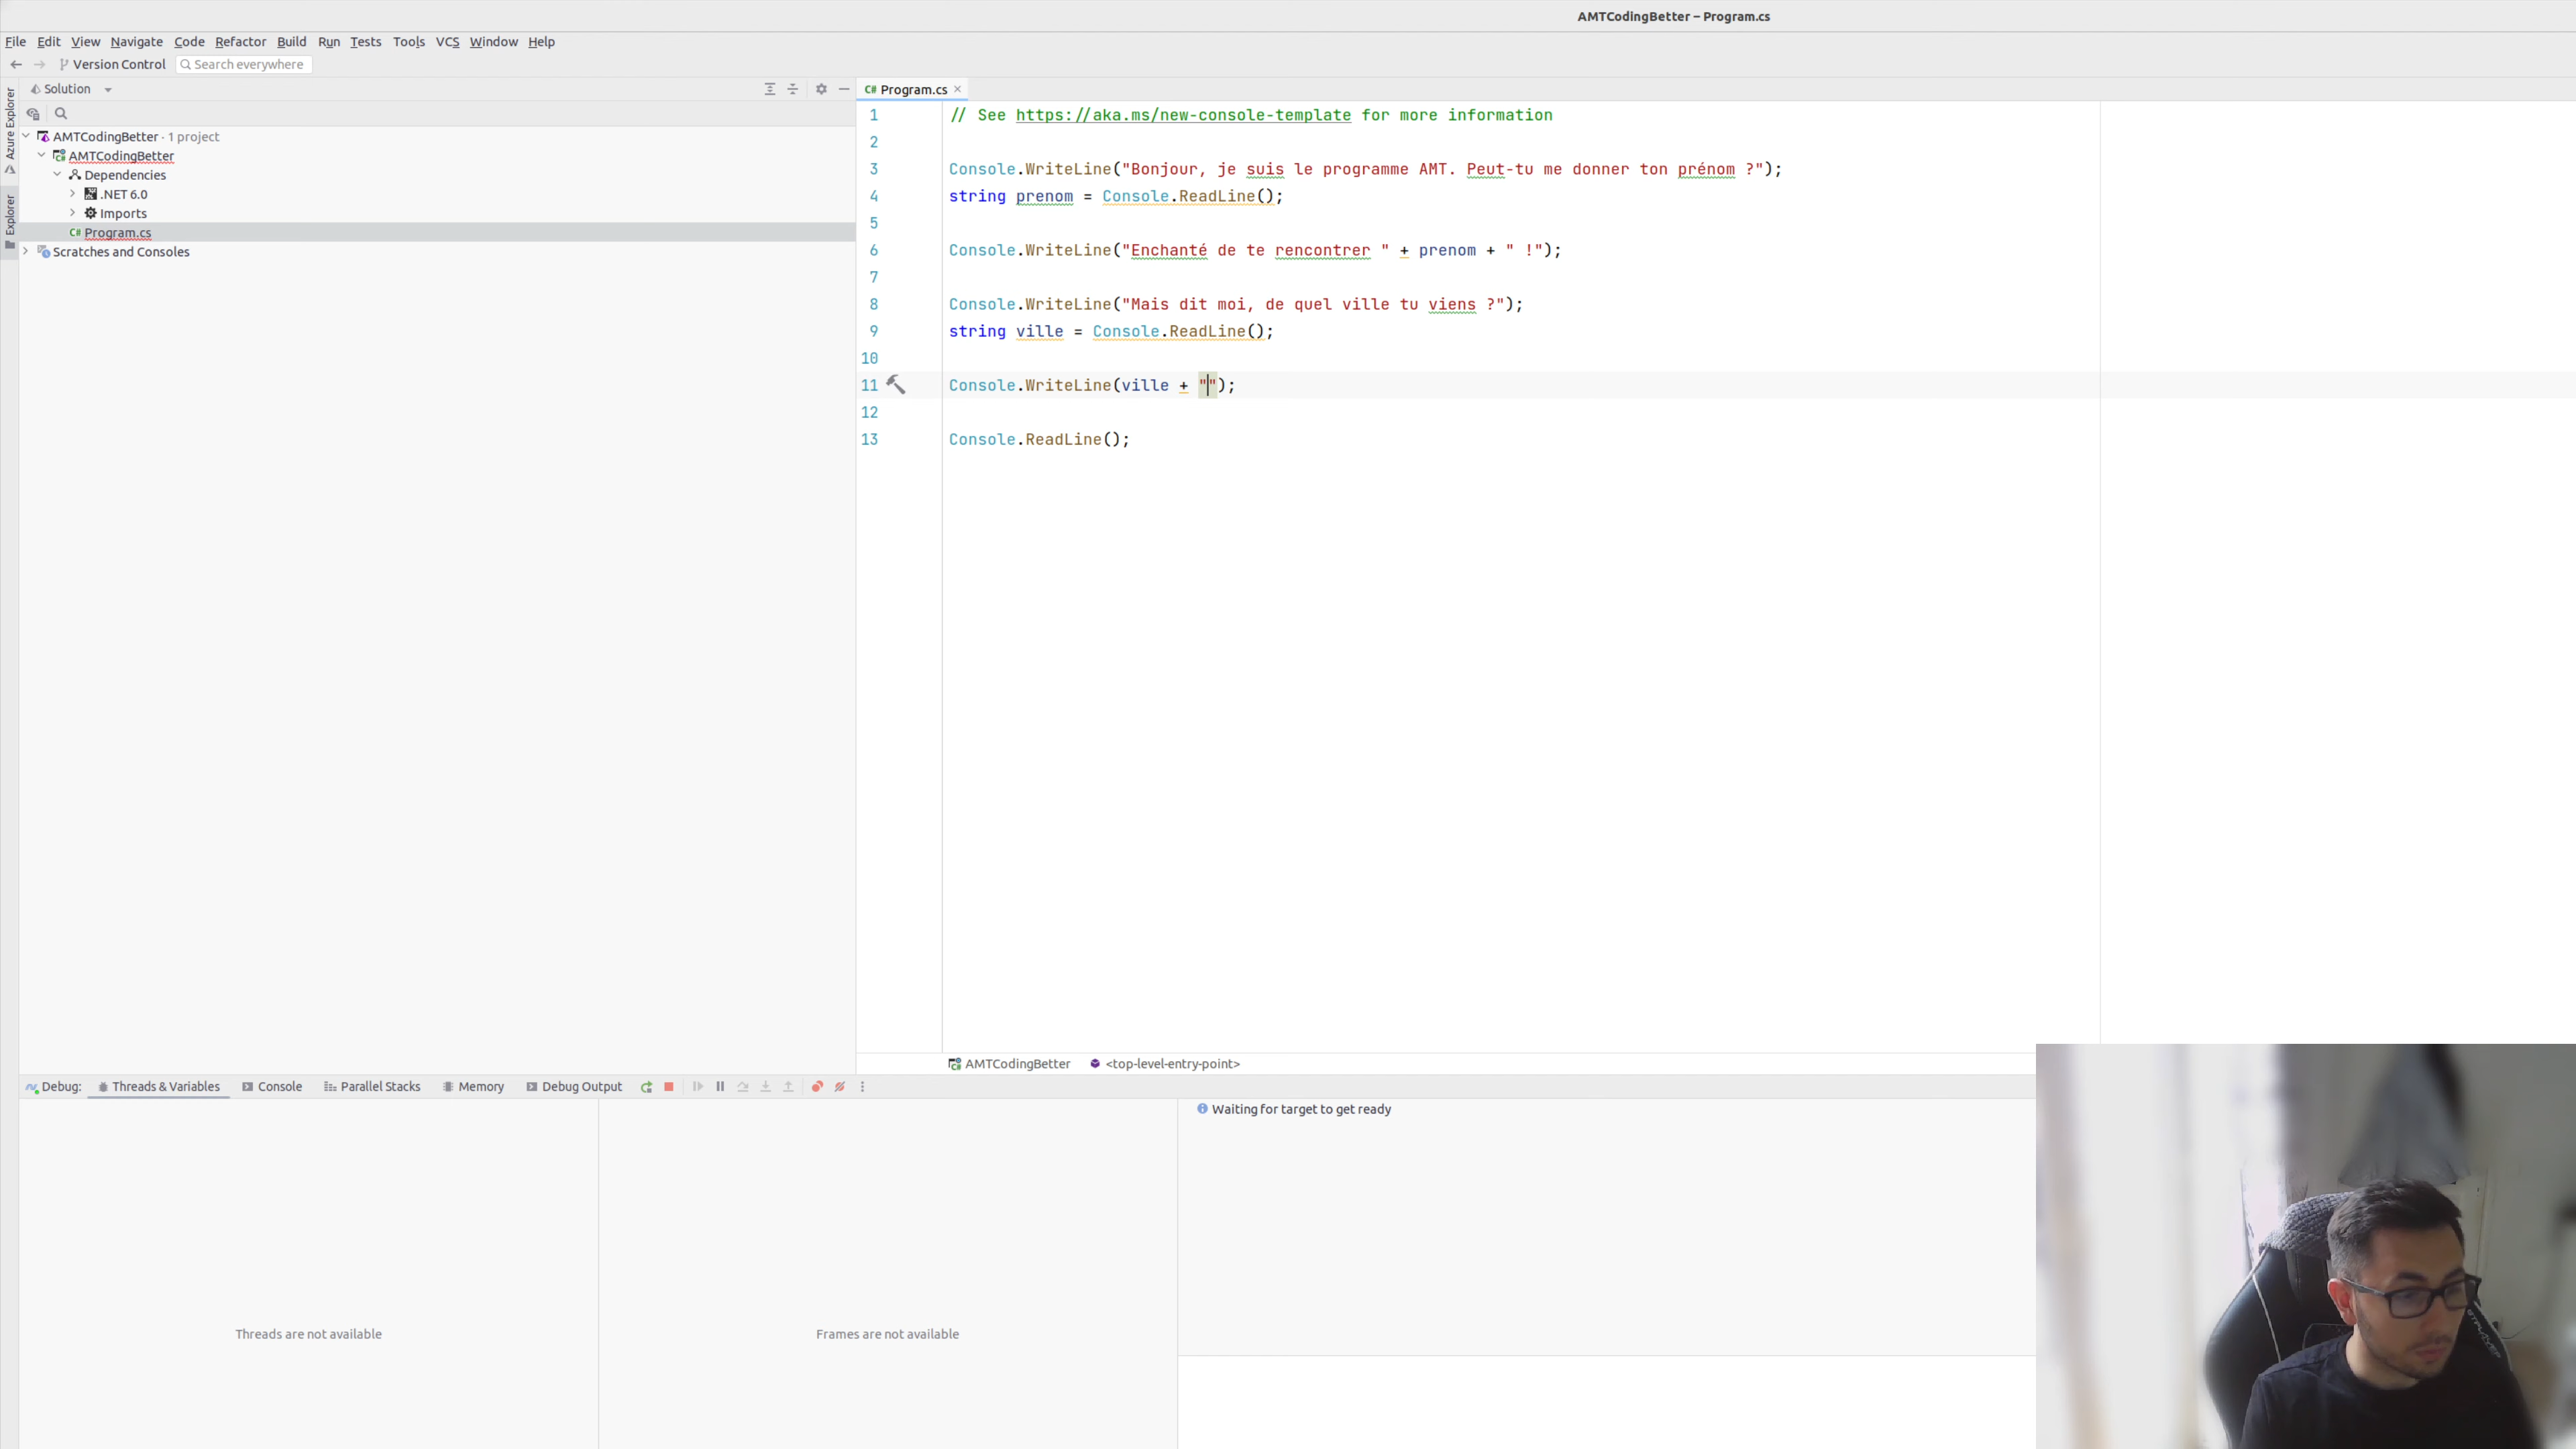 AMTCodingBetter – Program.cs
File Edit View Navigate Code Refactor Build Run Tests Tools VCS Window Help
Version Control Search everywhere
Solution
Program.cs
Azure Explorer
Explorer
AMTCodingBetter · 1 project
AMTCodingBetter
Dependencies
.NET 6.0
Imports
C# Program.cs
Scratches and Consoles
1 // See https://aka.ms/new-console-template for more information
2
3 Console.WriteLine("Bonjour, je suis le programme AMT. Peut-tu me donner ton prénom ?");
4 string prenom = Console.ReadLine();
5
6 Console.WriteLine("Enchanté de te rencontrer " + prenom + " !");
7
8 Console.WriteLine("Mais dit moi, de quel ville tu viens ?");
9 string ville = Console.ReadLine();
10
11 Console.WriteLine(ville + "");
12
13 Console.ReadLine();
AMTCodingBetter <top-level-entry-point>
Debug: Threads & Variables Console Parallel Stacks Memory Debug Output
Waiting for target to get ready
Threads are not available
Frames are not available